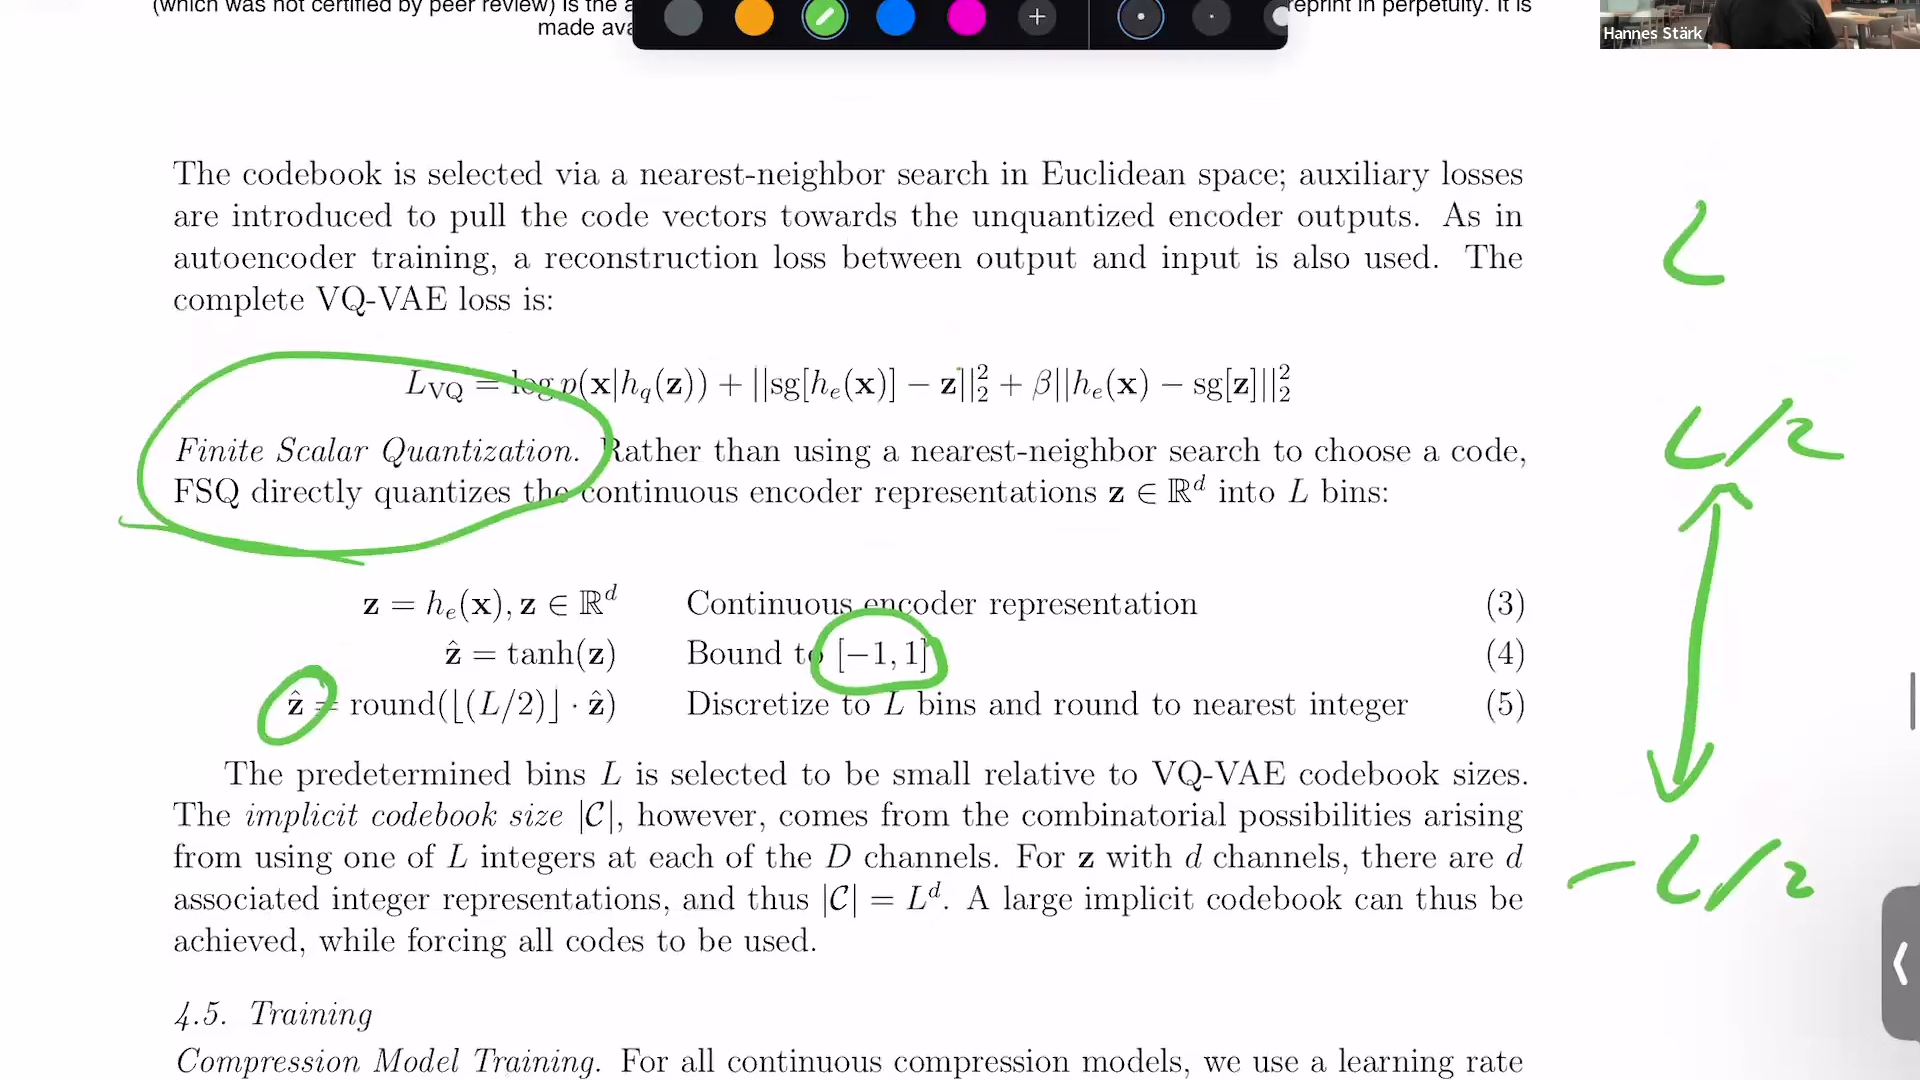 (which was not certified by peer review) is the a
reprint in perpetuity. It is
made ava
Hannes Stärk
The codebook is selected via a nearest-neighbor search in Euclidean space; auxiliary losses
are introduced to pull the code vectors towards the unquantized encoder outputs. As in
autoencoder training, a reconstruction loss between output and input is also used. The
complete VQ-VAE loss is:
L_VQ = log p(x|h_q(z)) + ||sg[h_e(x)] − z||₂² + β||h_e(x) − sg[z]||₂²
Finite Scalar Quantization. Rather than using a nearest-neighbor search to choose a code,
FSQ directly quantizes the continuous encoder representations z ∈ ℝ^d into L bins:
z = h_e(x), z ∈ ℝ^d Continuous encoder representation (3)
ẑ = tanh(z) Bound to [−1, 1] (4)
ẑ = round(⌊(L/2)⌋ · ẑ) Discretize to L bins and round to nearest integer (5)
The predetermined bins L is selected to be small relative to VQ-VAE codebook sizes.
The implicit codebook size |𝒞|, however, comes from the combinatorial possibilities arising
from using one of L integers at each of the D channels. For z with d channels, there are d
associated integer representations, and thus |𝒞| = L^d. A large implicit codebook can thus be
achieved, while forcing all codes to be used.
4.5. Training
Compression Model Training. For all continuous compression models, we use a learning rate
L
L/2
−L/2